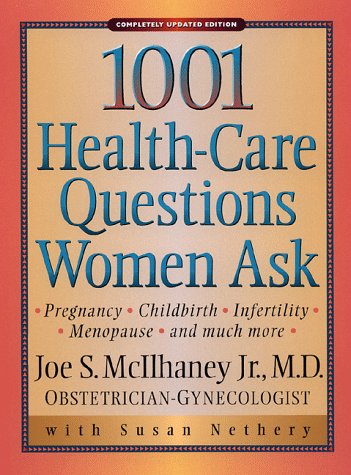 COMPLETELY UPDATED EDITION
1001
Health-Care
Questions
Women Ask
• Pregnancy • Childbirth • Infertility •
• Menopause • and much more •
Joe S. McIlhaney Jr., M.D.
OBSTETRICIAN-GYNECOLOGIST
with Susan Nethery